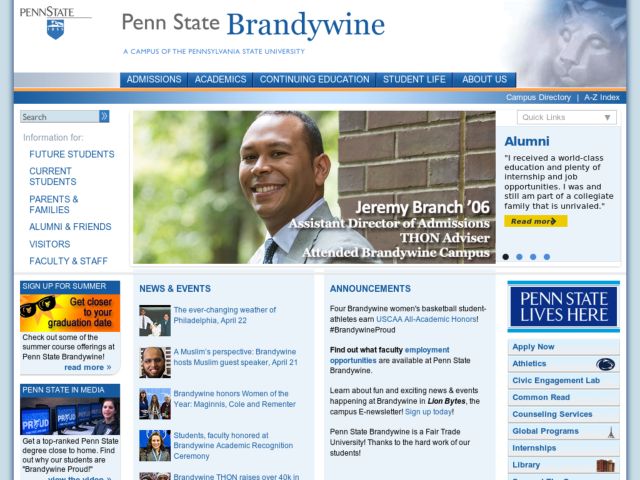 PENNSTATE
1855
Penn State Brandywine
A CAMPUS OF THE PENNSYLVANIA STATE UNIVERSITY
ADMISSIONS
ACADEMICS
CONTINUING EDUCATION
STUDENT LIFE
ABOUT US
Campus Directory | A-Z Index
Search
Information for:
FUTURE STUDENTS
CURRENT
STUDENTS
PARENTS &
FAMILIES
ALUMNI & FRIENDS
VISITORS
FACULTY & STAFF
Jeremy Branch '06
Assistant Director of Admissions
THON Adviser
Attended Brandywine Campus
Quick Links
Alumni
"I received a world-class
education and plenty of
internship and job
opportunities. I was and
still am part of a collegiate
family that is unrivaled."
Read more
SIGN UP FOR SUMMER
Get closer
to your
graduation date
Check out some of the
summer course offerings at
Penn State Brandywine!
read more »
PENN STATE IN MEDIA
PROUD
PROUD
Get a top-ranked Penn State
degree close to home. Find
out why our students are
"Brandywine Proud!"
view the video »
NEWS & EVENTS
The ever-changing weather of
Philadelphia, April 22
A Muslim's perspective: Brandywine
hosts Muslim guest speaker, April 21
Brandywine honors Women of the
Year: Maginnis, Cole and Rementer
Students, faculty honored at
Brandywine Academic Recognition
Ceremony
Brandywine THON raises over 40k in
ANNOUNCEMENTS
Four Brandywine women's basketball student-
athletes earn USCAA All-Academic Honors!
#BrandywineProud
Find out what faculty employment
opportunities are available at Penn State
Brandywine.
Learn about fun and exciting news & events
happening at Brandywine in Lion Bytes, the
campus E-newsletter! Sign up today!
Penn State Brandywine is a Fair Trade
University! Thanks to the hard work of our
students!
PENN STATE
LIVES HERE
Apply Now
Athletics
Civic Engagement Lab
Common Read
Counseling Services
Global Programs
Internships
Library